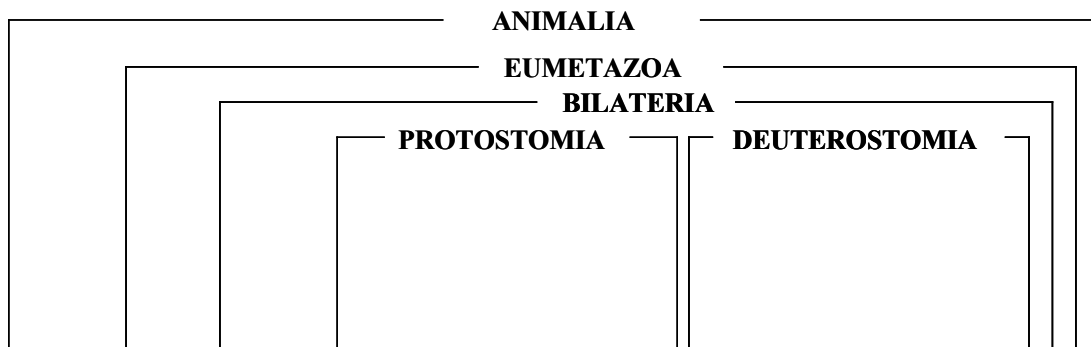 ANIMALIA
EUMETAZOA
BILATERIA
PROTOSTOMIA
DEUTEROSTOMIA